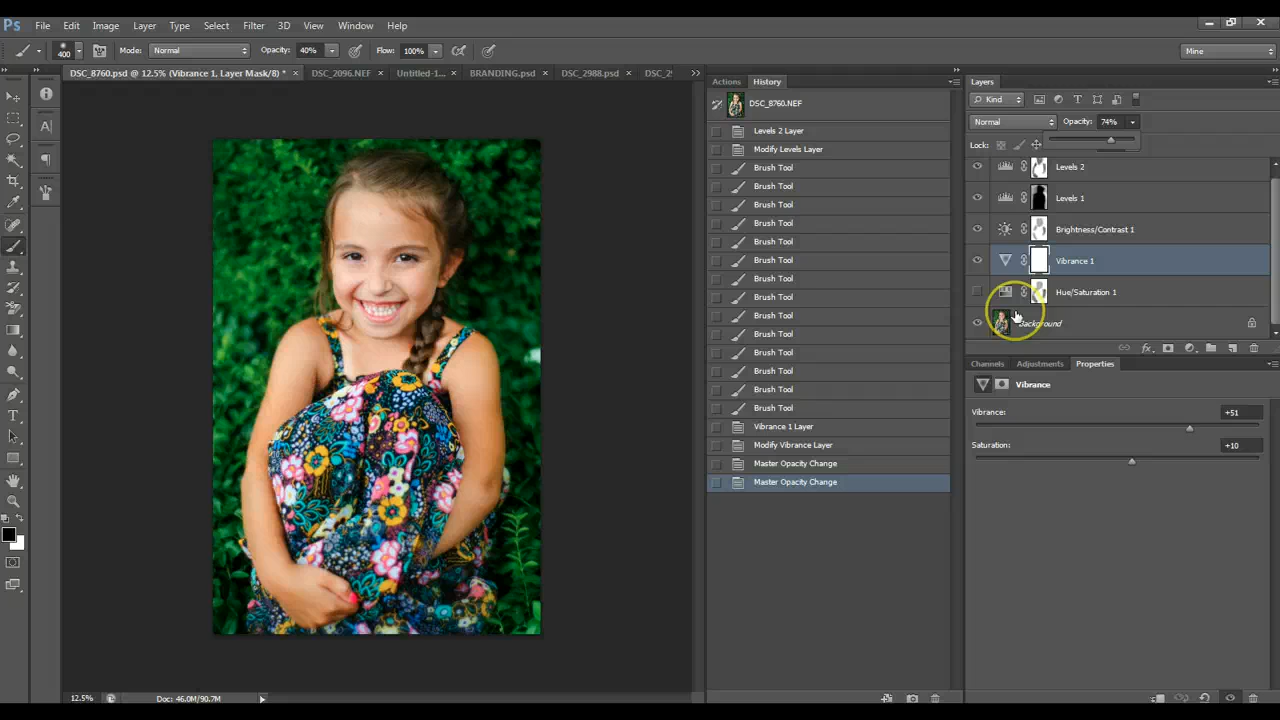 Ps File Edit Image Layer Type Select Filter 3D View Window Help
400 Mode: Normal Opacity: 40% Flow: 100% Mine
DSC_8760.psd @ 12.5% (Vibrance 1, Layer Mask/8) * × DSC_2096.NEF × Untitled-1... × BRANDING.psd × DSC_2988.psd ×
Actions History
Layers
DSC_8760.NEF
Kind
Levels 2 Layer
Normal Opacity: 74%
Modify Levels Layer
Lock:
Brush Tool
Levels 2
Brush Tool
Levels 1
Brush Tool
Brush Tool
Brightness/Contrast 1
Brush Tool
Brush Tool
Vibrance 1
Brush Tool
Brush Tool
Hue/Saturation 1
Brush Tool
Background
Brush Tool
Brush Tool
Brush Tool
Channels Adjustments Properties
Brush Tool
Vibrance
Brush Tool
Brush Tool
Vibrance: +51
Vibrance 1 Layer
Modify Vibrance Layer
Saturation: +10
Master Opacity Change
Master Opacity Change
12.5% Doc: 46.0M/90.7M